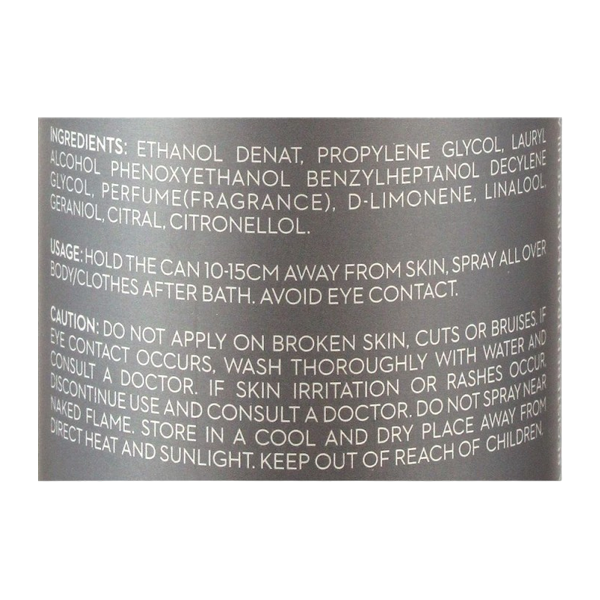 INGREDIENTS: ETHANOL DENAT, PROPYLENE GLYCOL, LAURYL
ALCOHOL PHENOXYETHANOL BENZYLHEPTANOL DECYLENE
GLYCOL, PERFUME(FRAGRANCE), D-LIMONENE, LINALOOL,
GERANIOL, CITRAL, CITRONELLOL.
USAGE: HOLD THE CAN 10-15CM AWAY FROM SKIN, SPRAY ALL OVER
BODY/CLOTHES AFTER BATH. AVOID EYE CONTACT.
CAUTION: DO NOT APPLY ON BROKEN SKIN, CUTS OR BRUISES. IF
EYE CONTACT OCCURS, WASH THOROUGHLY WITH WATER AND
CONSULT A DOCTOR. IF SKIN IRRITATION OR RASHES OCCUR,
DISCONTINUE USE AND CONSULT A DOCTOR. DO NOT SPRAY NEAR
NAKED FLAME. STORE IN A COOL AND DRY PLACE AWAY FROM
DIRECT HEAT AND SUNLIGHT. KEEP OUT OF REACH OF CHILDREN.